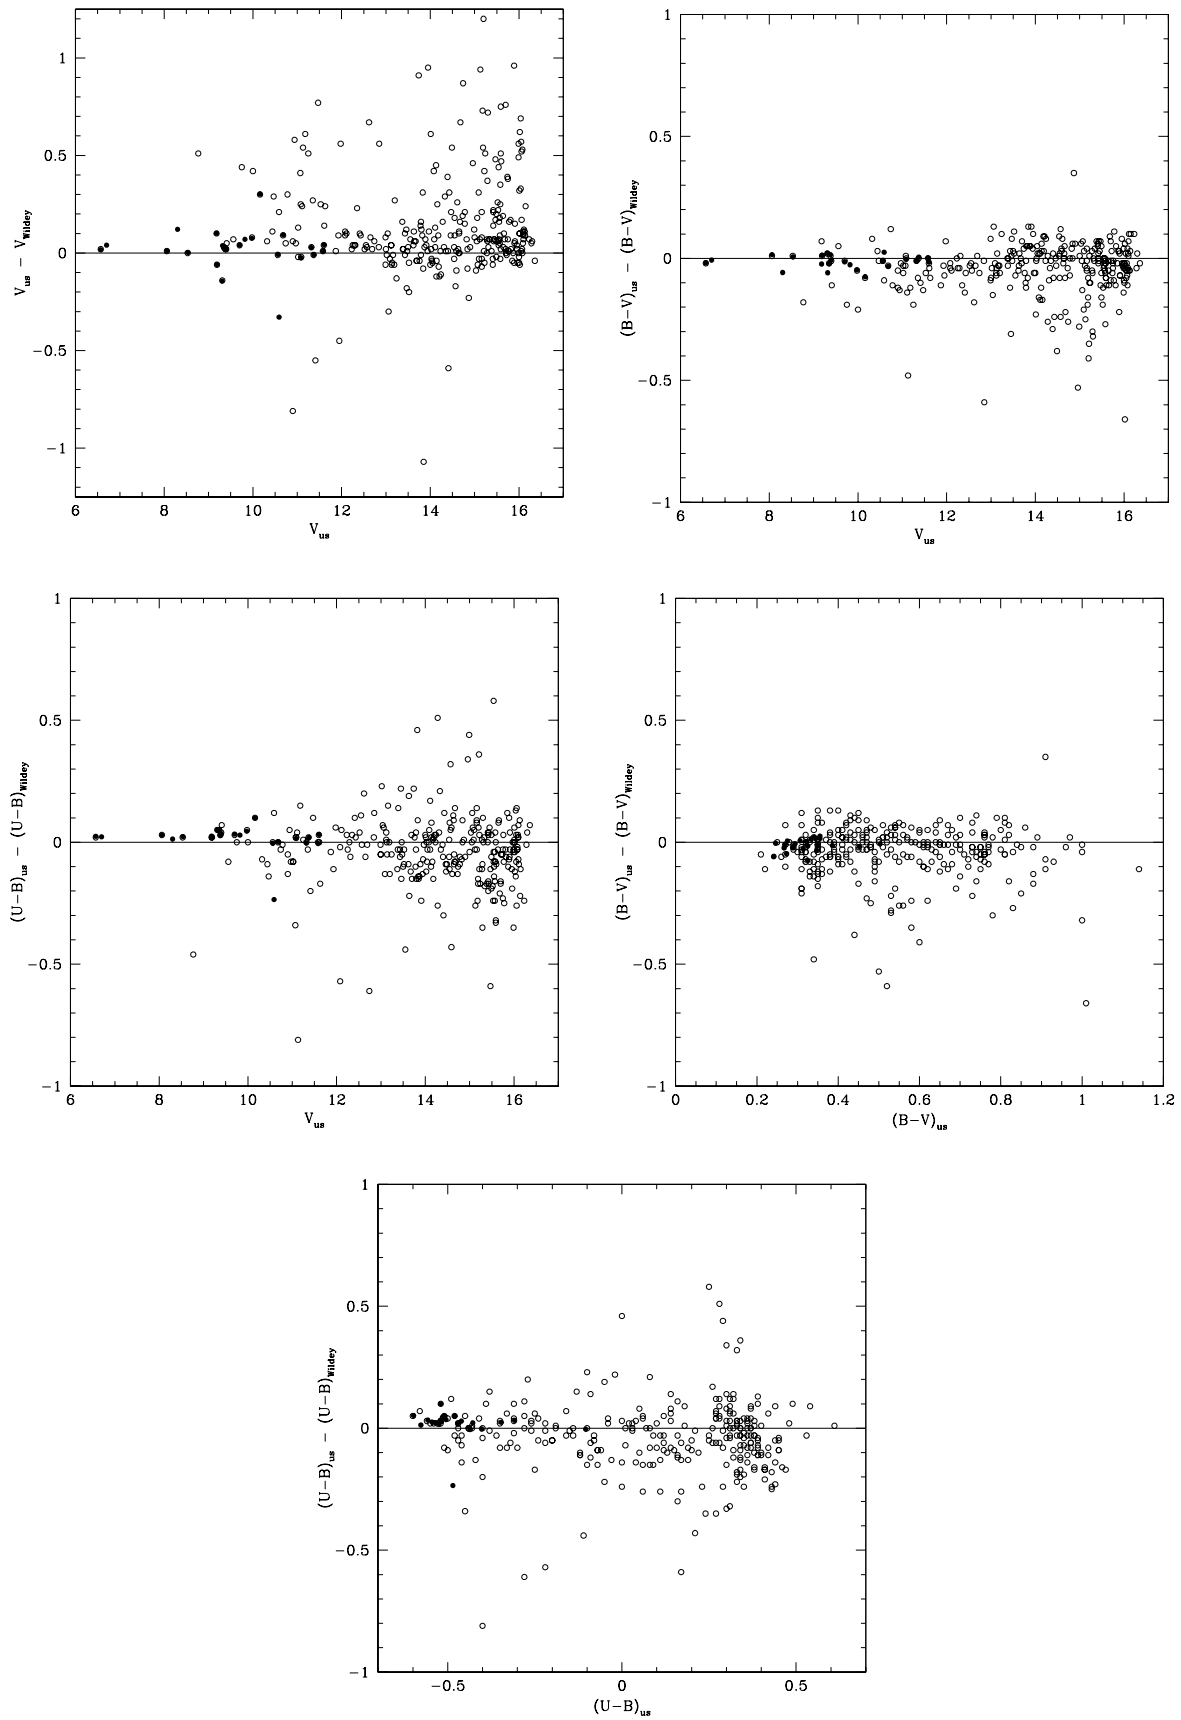 1
0.5
0
−0.5
−1
V_us − V_Wildey
6 8 10 12 14 16
V_us
1
0.5
0
−0.5
−1
(B−V)_us − (B−V)_Wildey
6 8 10 12 14 16
V_us
1
0.5
0
−0.5
−1
(U−B)_us − (U−B)_Wildey
6 8 10 12 14 16
V_us
1
0.5
0
−0.5
−1
(B−V)_us − (B−V)_Wildey
0 0.2 0.4 0.6 0.8 1 1.2
(B−V)_us
1
0.5
0
−0.5
−1
(U−B)_us − (U−B)_Wildey
−0.5 0 0.5
(U−B)_us